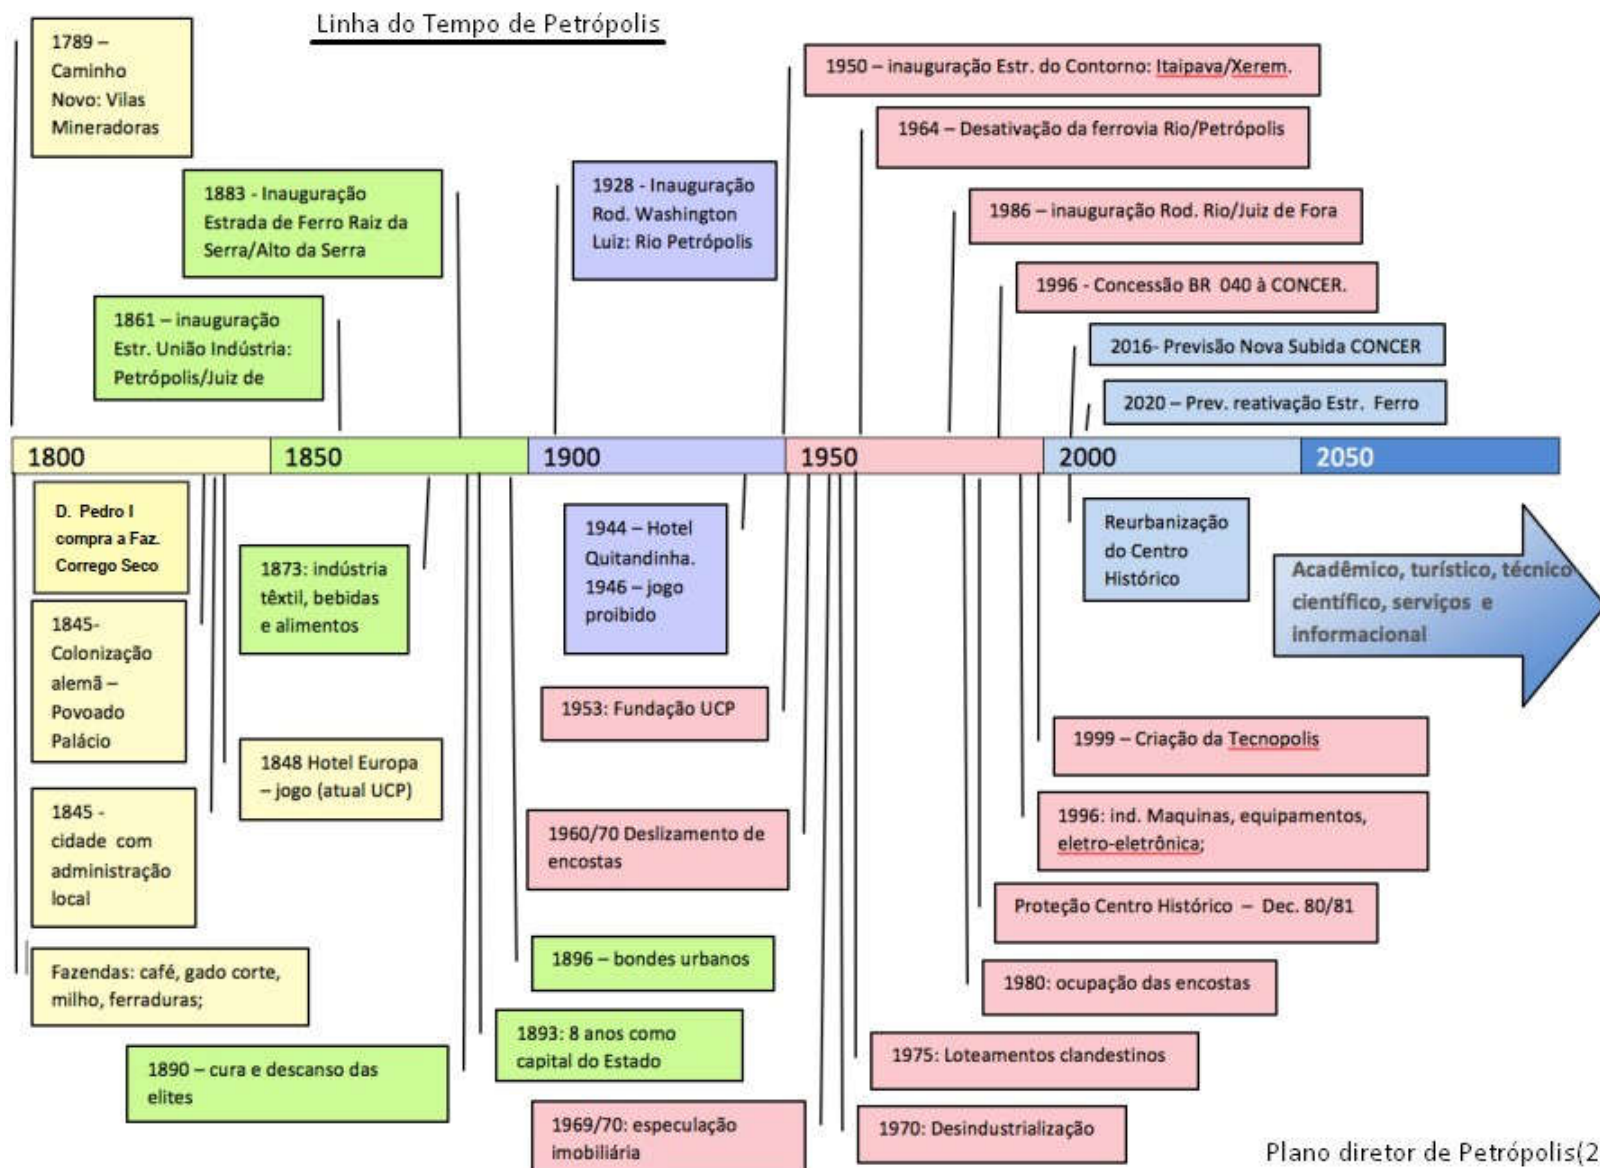 Linha do Tempo de Petrópolis
1789 –
Caminho
Novo: Vilas
Mineradoras
1950 – inauguração Estr. do Contorno: Itaipava/Xerem.
1964 – Desativação da ferrovia Rio/Petrópolis
1883 - Inauguração
Estrada de Ferro Raiz da
Serra/Alto da Serra
1928 - Inauguração
Rod. Washington
Luiz: Rio Petrópolis
1986 – inauguração Rod. Rio/Juiz de Fora
1996 - Concessão BR 040 à CONCER.
1861 – inauguração
Estr. União Indústria:
Petrópolis/Juiz de
2016- Previsão Nova Subida CONCER
2020 – Prev. reativação Estr. Ferro
1800 1850 1900 1950 2000 2050
D. Pedro I
compra a Faz.
Corrego Seco
1873: indústria
têxtil, bebidas
e alimentos
1944 – Hotel
Quitandinha.
1946 – jogo
proibido
Reurbanização
do Centro
Histórico
Acadêmico, turístico, técnico
científico, serviços e
informacional
1845-
Colonização
alemã –
Povoado
Palácio
1953: Fundação UCP
1848 Hotel Europa
– jogo (atual UCP)
1999 – Criação da Tecnopolis
1845 -
cidade com
administração
local
1960/70 Deslizamento de
encostas
1996: ind. Maquinas, equipamentos,
eletro-eletrônica;
Proteção Centro Histórico – Dec. 80/81
Fazendas: café, gado corte,
milho, ferraduras;
1896 – bondes urbanos
1980: ocupação das encostas
1893: 8 anos como
capital do Estado
1890 – cura e descanso das
elites
1975: Loteamentos clandestinos
1969/70: especulação
imobiliária
1970: Desindustrialização
Plano diretor de Petrópolis(2